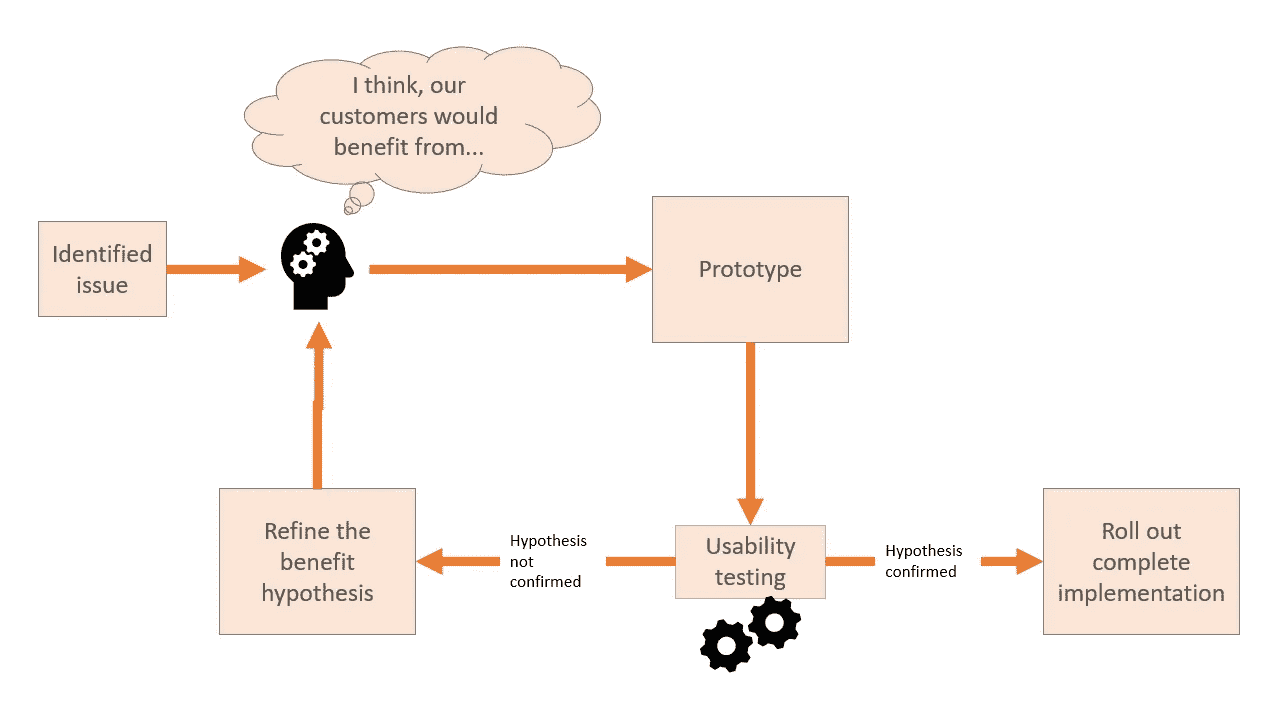 I think, our
customers would
benefit from...
Identified
issue
Prototype
Refine the
benefit
hypothesis
Hypothesis
not
confirmed
Usability
testing
Hypothesis
confirmed
Roll out
complete
implementation